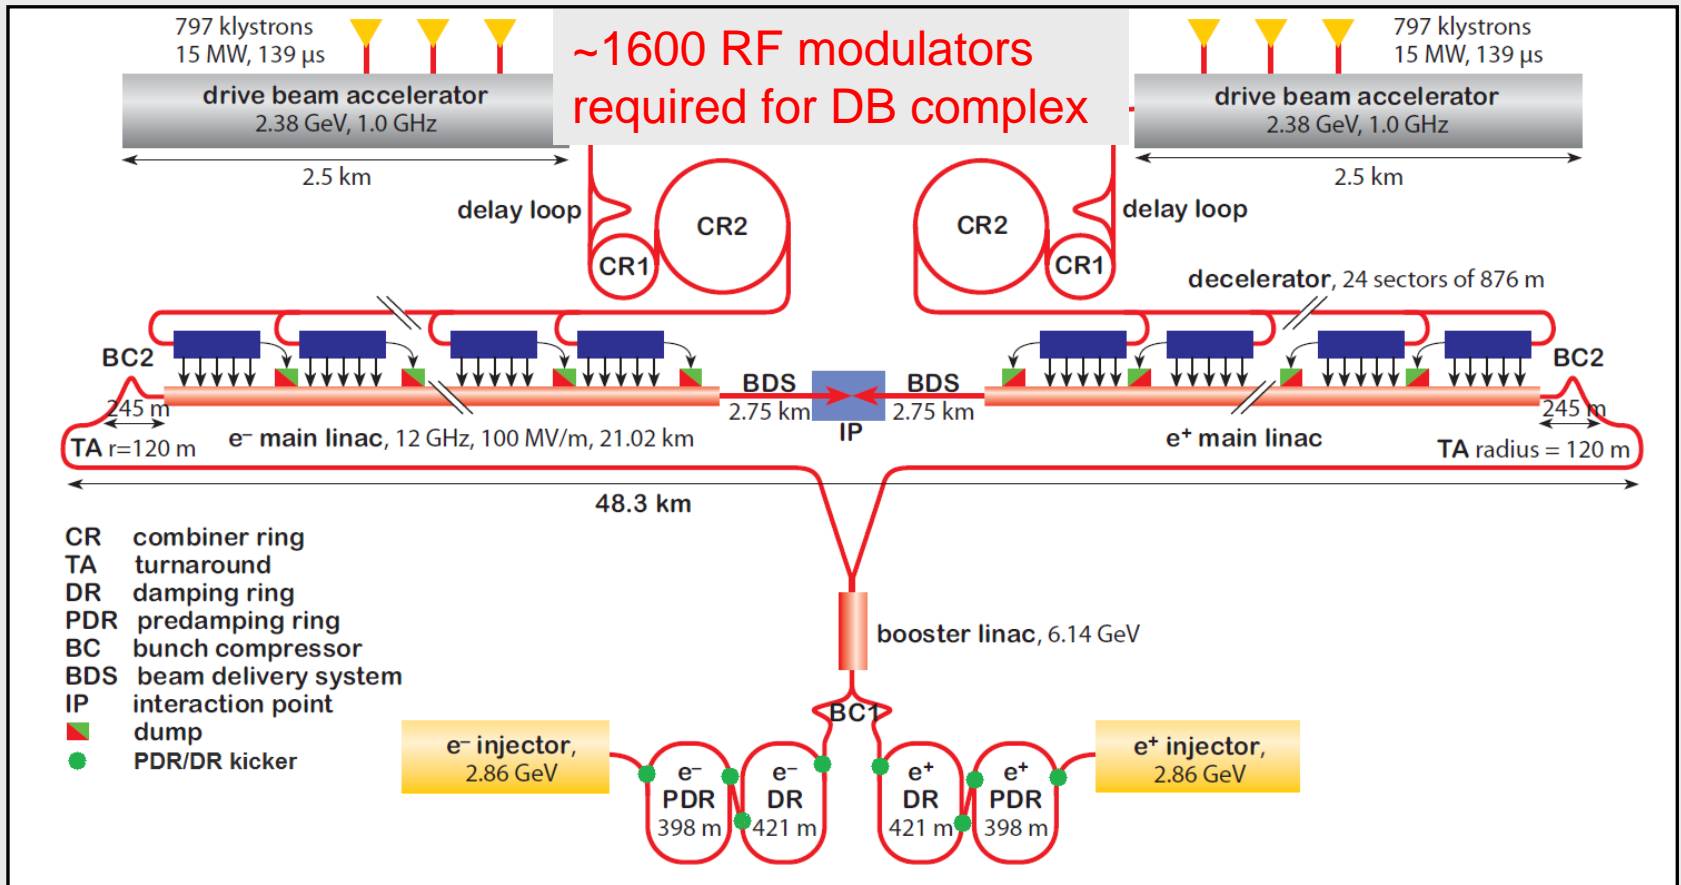 797 klystrons
15 MW, 139 µs
~1600 RF modulators
required for DB complex
797 klystrons
15 MW, 139 µs
drive beam accelerator
2.38 GeV, 1.0 GHz
drive beam accelerator
2.38 GeV, 1.0 GHz
2.5 km
2.5 km
delay loop
CR2
CR1
CR2
CR1
delay loop
decelerator, 24 sectors of 876 m
BC2
BC2
245 m
BDS
2.75 km
IP
BDS
2.75 km
245 m
TA r=120 m
e⁻ main linac, 12 GHz, 100 MV/m, 21.02 km
e⁺ main linac
TA radius = 120 m
48.3 km
CR combiner ring
TA turnaround
DR damping ring
PDR predamping ring
BC bunch compressor
BDS beam delivery system
IP interaction point
dump
PDR/DR kicker
booster linac, 6.14 GeV
BC1
e⁻ injector,
2.86 GeV
e⁻
PDR
398 m
e⁻
DR
421 m
e⁺
DR
421 m
e⁺
PDR
398 m
e⁺ injector,
2.86 GeV